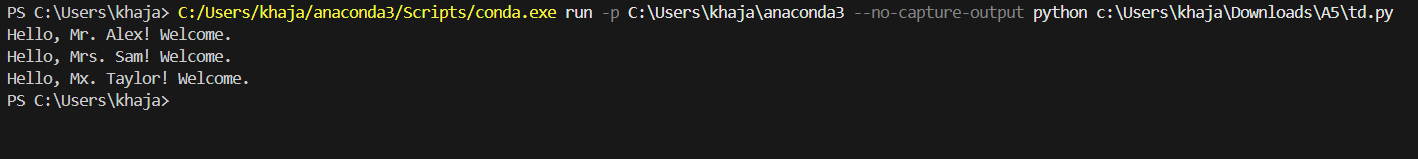 PS C:\Users\khaja> C:/Users/khaja/anaconda3/Scripts/conda.exe run -p C:\Users\khaja\anaconda3 --no-capture-output python c:\Users\khaja\Downloads\A5\td.py
Hello, Mr. Alex! Welcome.
Hello, Mrs. Sam! Welcome.
Hello, Mx. Taylor! Welcome.
PS C:\Users\khaja>